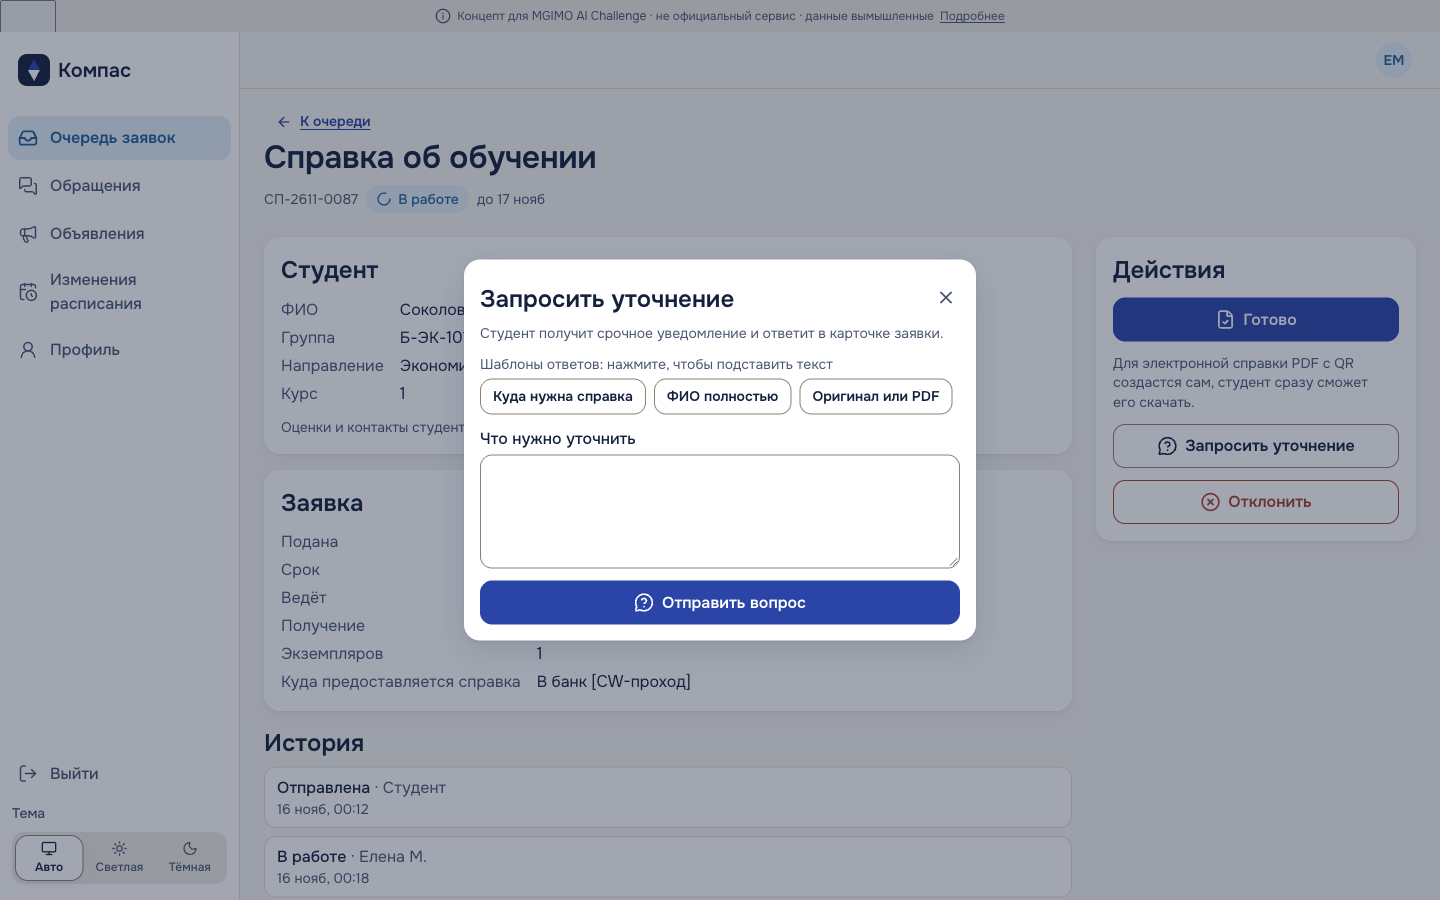 Концепт для MGIMO AI Challenge · не официальный сервис · данные вымышленные Подробнее
Компас
ЕМ
Очередь заявок
Обращения
Объявления
Изменения
расписания
Профиль
Выйти
Тема
Авто
Светлая
Тёмная
К очереди
Справка об обучении
СП-2611-0087
В работе
до 17 нояб
Студент
ФИО
Соколов
Группа
Б-ЭК-10
Направление
Экономи
Курс
1
Оценки и контакты студент
Заявка
Подана
Срок
Ведёт
Получение
Экземпляров
1
Куда предоставляется справка
В банк [CW-проход]
История
Отправлена · Студент
16 нояб, 00:12
В работе · Елена М.
16 нояб, 00:18
Запросить уточнение
Студент получит срочное уведомление и ответит в карточке заявки.
Шаблоны ответов: нажмите, чтобы подставить текст
Куда нужна справка
ФИО полностью
Оригинал или PDF
Что нужно уточнить
Отправить вопрос
Действия
Готово
Для электронной справки PDF с QR
создастся сам, студент сразу сможет
его скачать.
Запросить уточнение
Отклонить